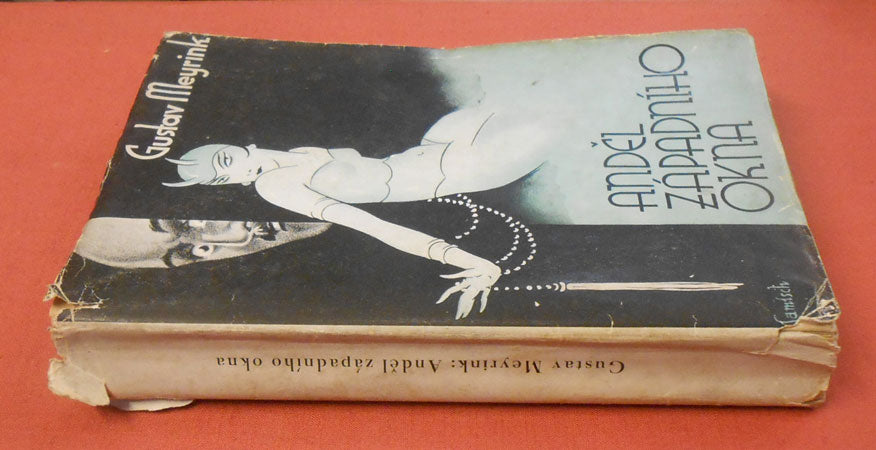 Gustav Meyrink
ANDĚL
ZÁPADNÍHO
OKNA
Gustav Meyrink: Anděl západního okna